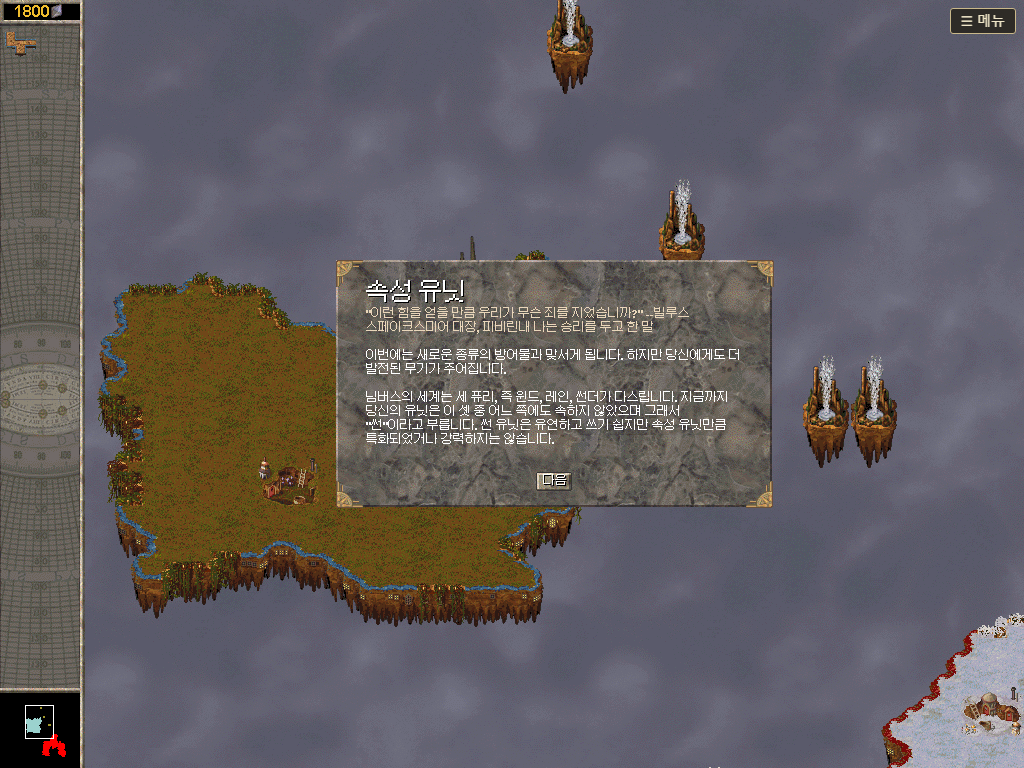 1800
☰ 메뉴
속성 유닛
"이런 힘을 얻을 만큼 우리가 무슨 죄를 지었습니까?" --빌루스
스페이코스미어 대장, 피비린내 나는 승리를 두고 한 말
이번에는 새로운 종류의 방어물과 맞서게 됩니다. 하지만 당신에게도 더
발전된 무기가 주어집니다.
님버스의 세계는 세 퓨리, 즉 윈드, 레인, 썬더가 다스립니다. 지금까지
당신의 유닛은 이 셋 중 어느 쪽에도 속하지 않았으며 그래서
"썬"이라고 부릅니다. 썬 유닛은 유연하고 쓰기 쉽지만 속성 유닛만큼
특화되었거나 강력하지는 않습니다.
다음